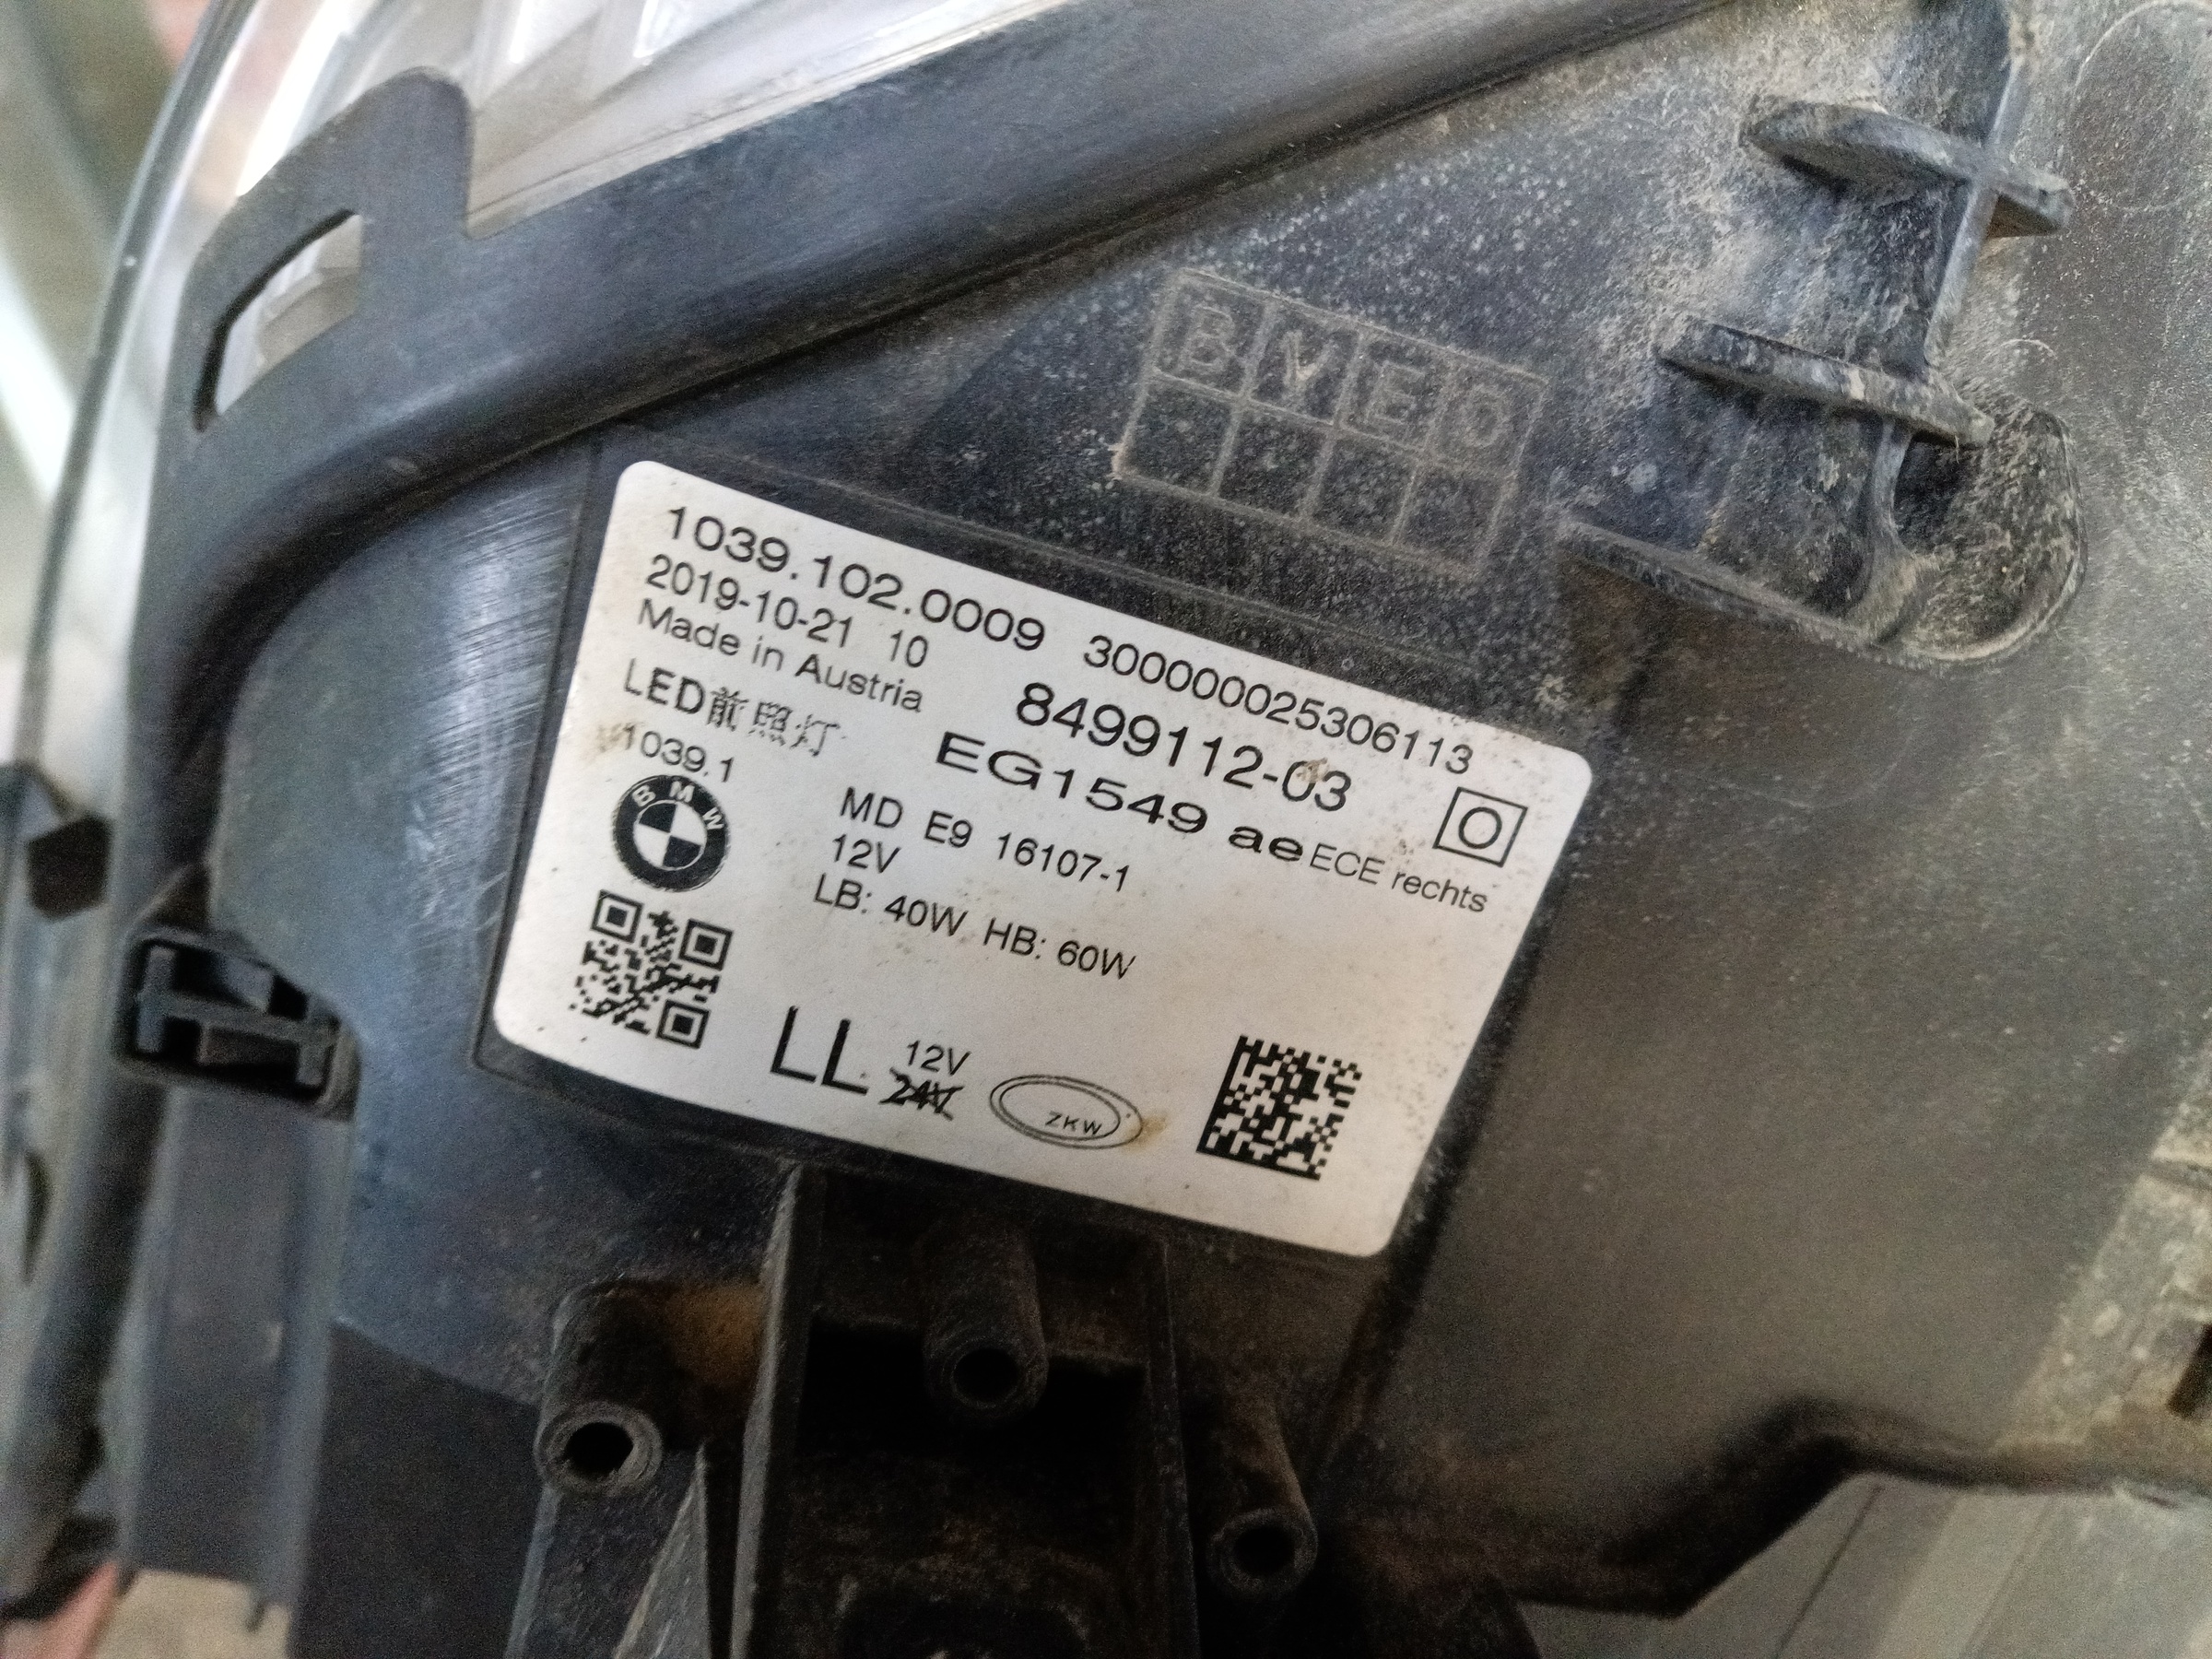 B V E D
1039.102.0009 300000025306113
2019-10-21 10
Made in Austria
8499112-03
LED前照灯
EG1549 ae ECE rechts
O
1039.1
BMW
MD E9 16107-1
12V
LB: 40W HB: 60W
LL 12V
24V
ZKW